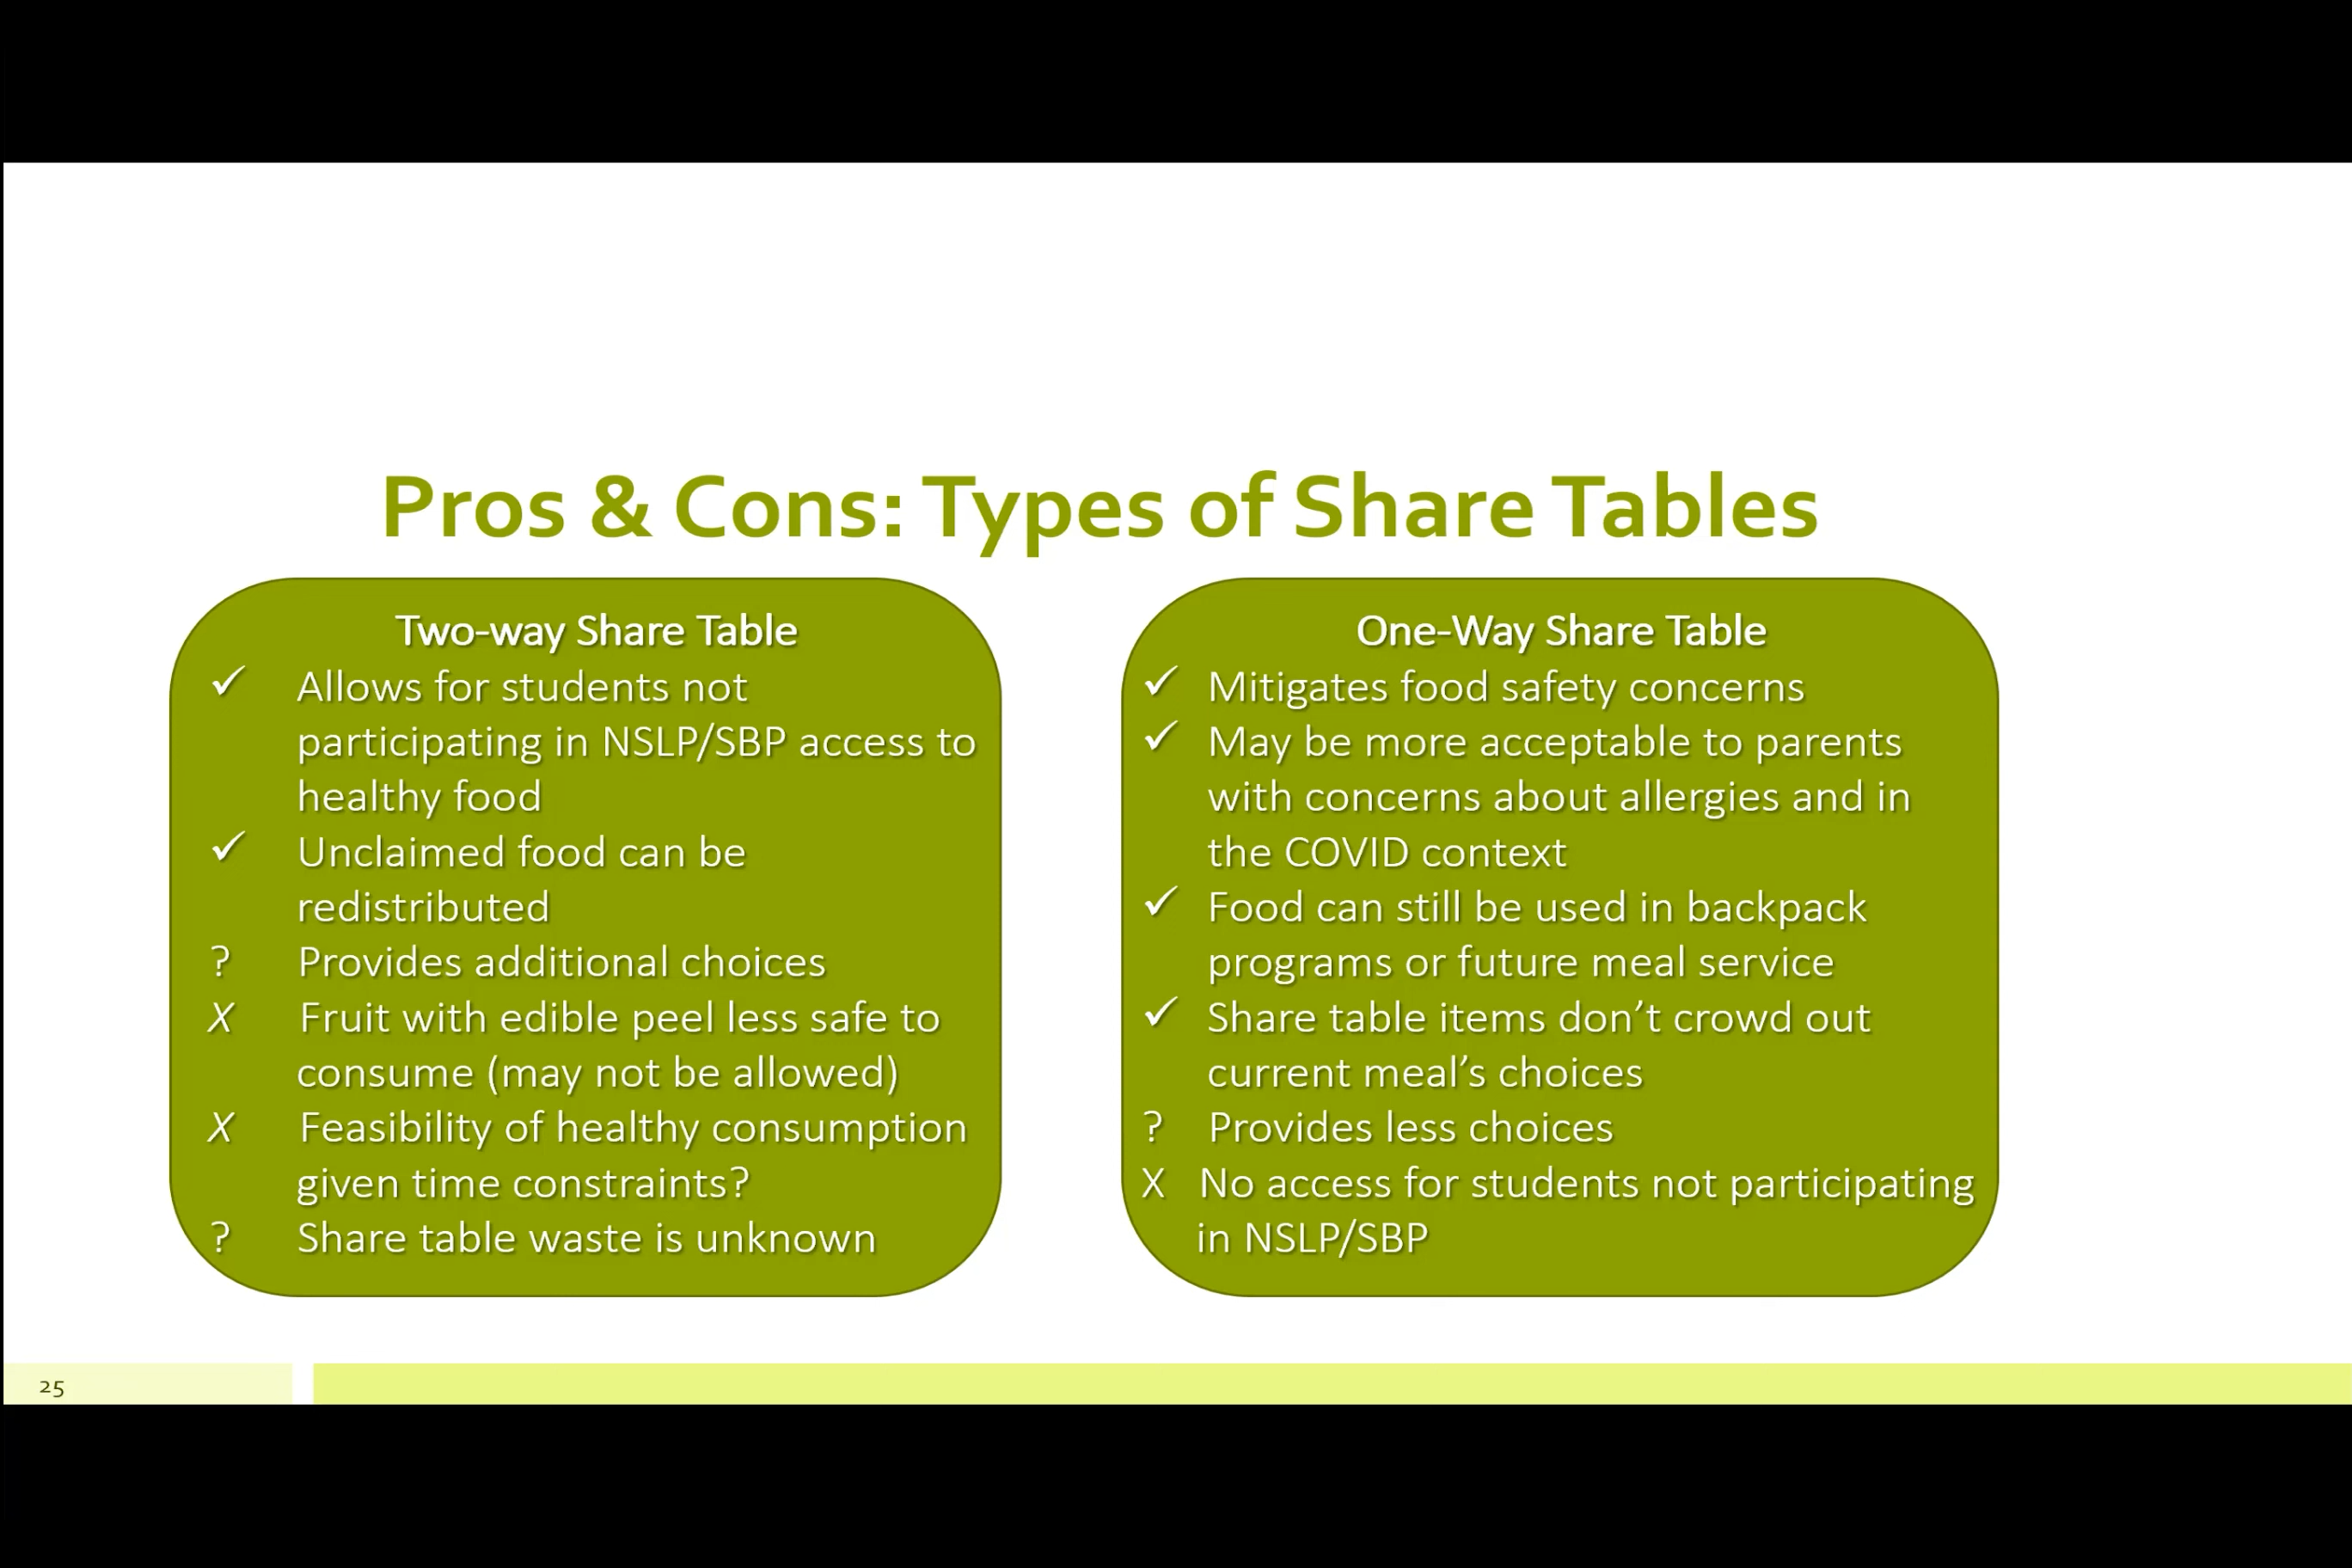 Pros & Cons: Types of Share Tables
Two-way Share Table
✓ Allows for students not
participating in NSLP/SBP access to
healthy food
✓ Unclaimed food can be
redistributed
? Provides additional choices
X Fruit with edible peel less safe to
consume (may not be allowed)
X Feasibility of healthy consumption
given time constraints?
? Share table waste is unknown
One-Way Share Table
✓ Mitigates food safety concerns
✓ May be more acceptable to parents
with concerns about allergies and in
the COVID context
✓ Food can still be used in backpack
programs or future meal service
✓ Share table items don’t crowd out
current meal’s choices
? Provides less choices
X No access for students not participating
in NSLP/SBP
25